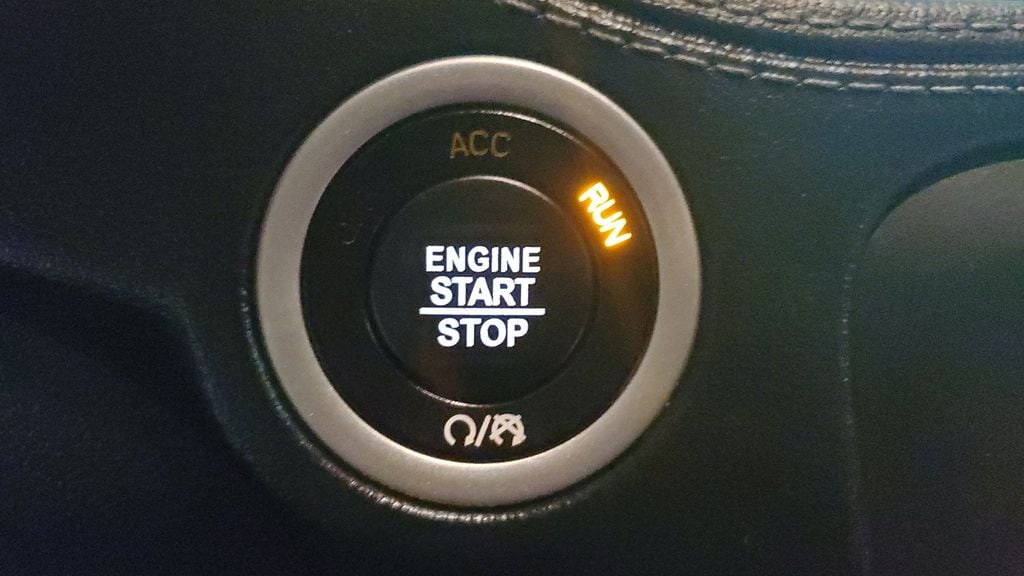 ACC
RUN
ENGINE
START
STOP